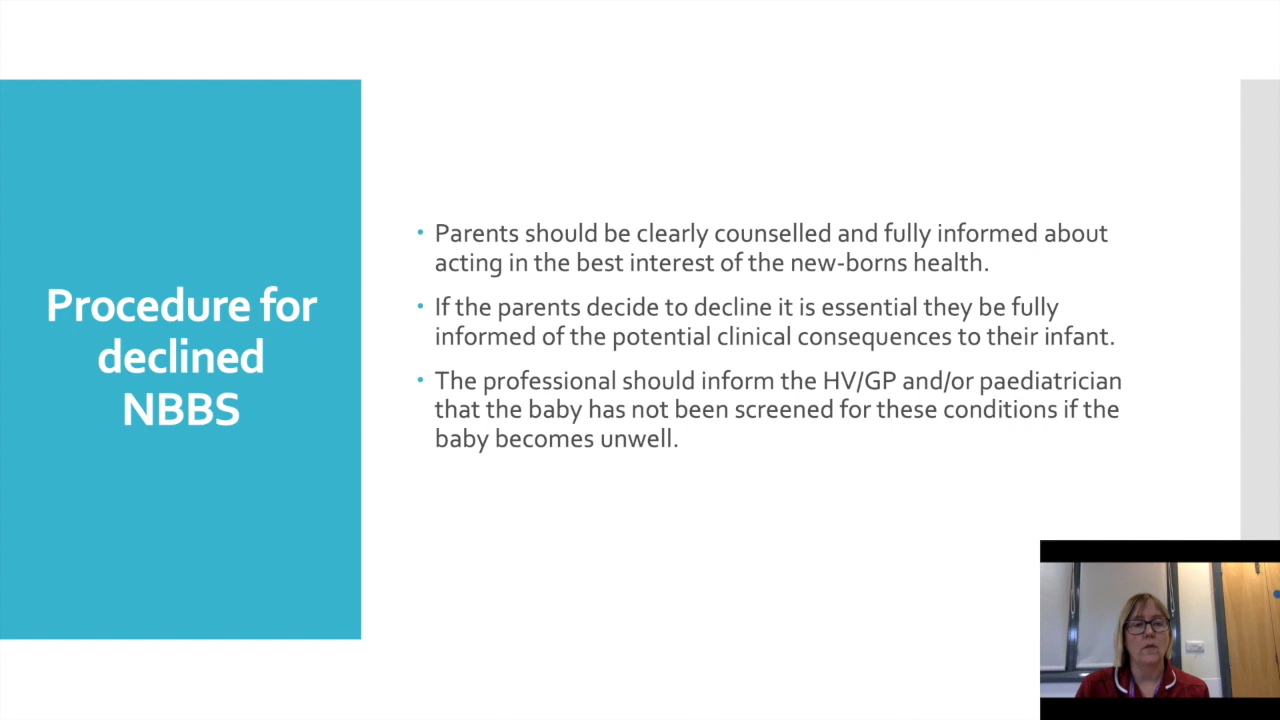 Procedure for
declined
NBBS
• Parents should be clearly counselled and fully informed about
acting in the best interest of the new-borns health.
• If the parents decide to decline it is essential they be fully
informed of the potential clinical consequences to their infant.
• The professional should inform the HV/GP and/or paediatrician
that the baby has not been screened for these conditions if the
baby becomes unwell.